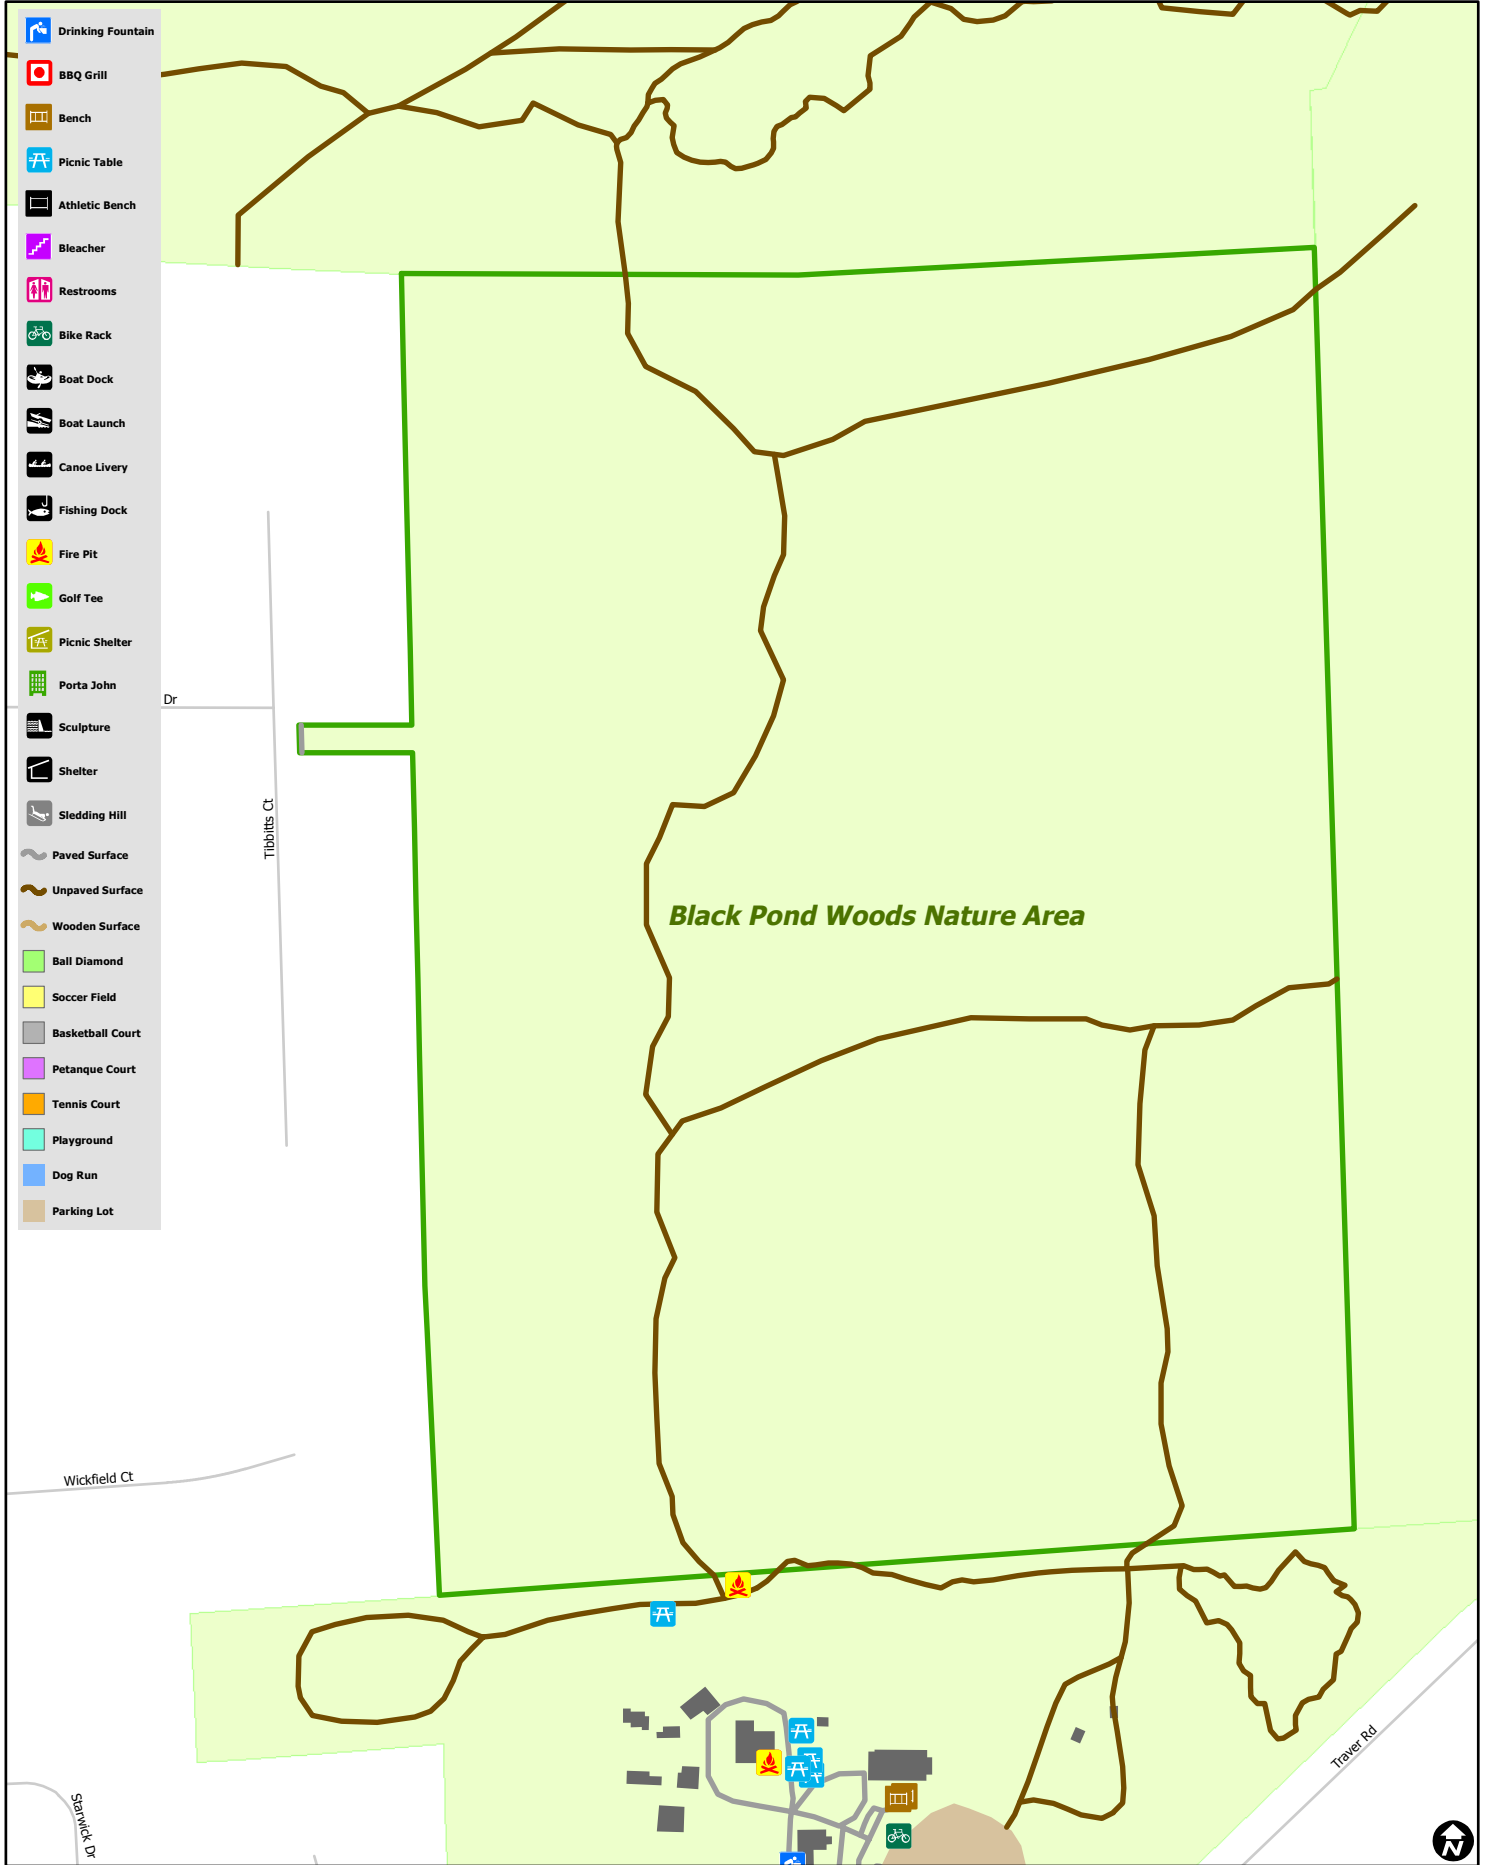 Drinking Fountain
BBQ Grill
Bench
Picnic Table
Athletic Bench
Bleacher
Restrooms
Bike Rack
Boat Dock
Boat Launch
Canoe Livery
Fishing Dock
Fire Pit
Golf Tee
Picnic Shelter
Porta John
Sculpture
Shelter
Sledding Hill
Paved Surface
Unpaved Surface
Wooden Surface
Ball Diamond
Soccer Field
Basketball Court
Petanque Court
Tennis Court
Playground
Dog Run
Parking Lot
Dr
Tibbitts Ct
Black Pond Woods Nature Area
Wickfield Ct
Starwick Dr
Traver Rd
N